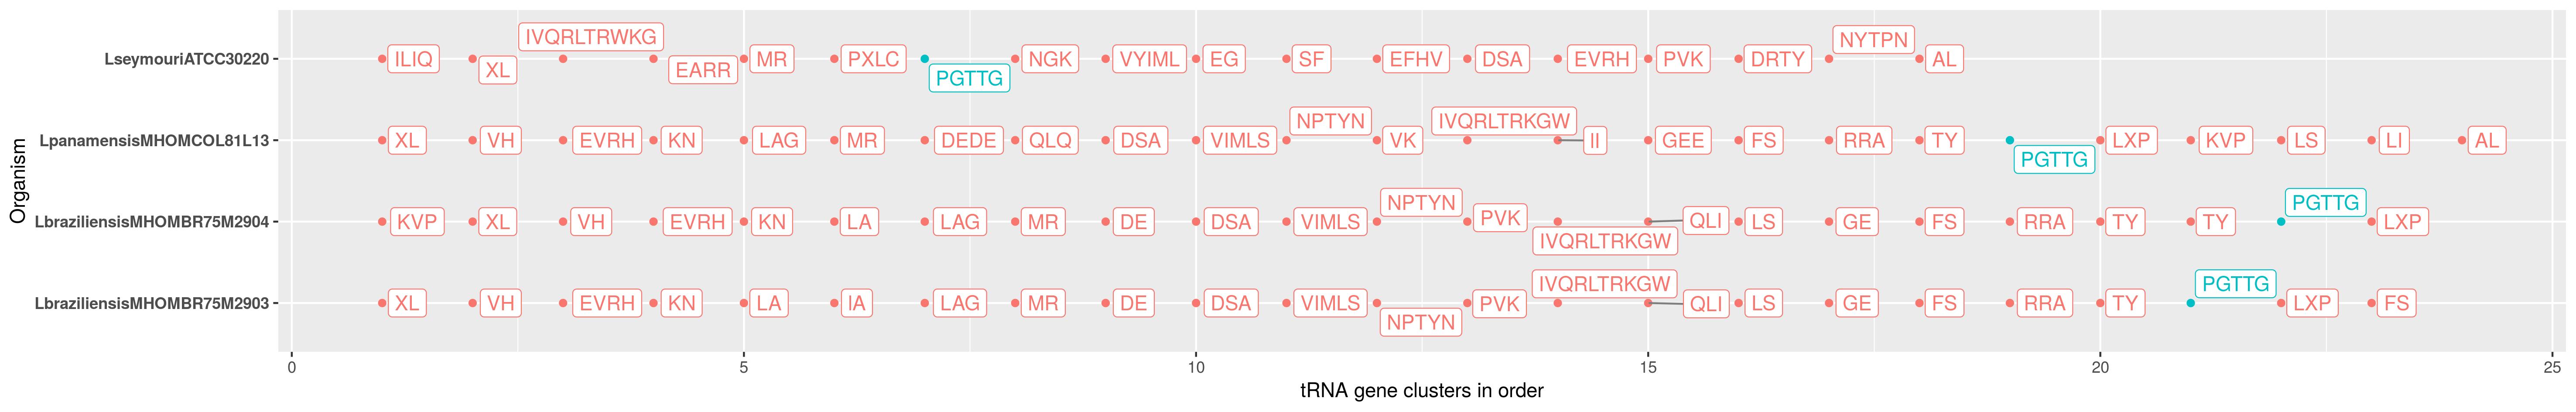 IVQRLTRWKG NYTPN
LseymouriATCC30220 ILIQ XL EARR MR PXLC PGTTG NGK VYIML EG SF EFHV DSA EVRH PVK DRTY AL
NPTYN IVQRLTRKGW
LpanamensisMHOMCOL81L13 XL VH EVRH KN LAG MR DEDE QLQ DSA VIMLS VK II GEE FS RRA TY PGTTG LXP KVP LS LI AL
NPTYN PGTTG
LbraziliensisMHOMBR75M2904 KVP XL VH EVRH KN LA LAG MR DE DSA VIMLS PVK IVQRLTRKGW QLI LS GE FS RRA TY TY LXP
IVQRLTRKGW PGTTG
LbraziliensisMHOMBR75M2903 XL VH EVRH KN LA IA LAG MR DE DSA VIMLS NPTYN PVK QLI LS GE FS RRA TY LXP FS
Organism
0 5 10 15 20 25
tRNA gene clusters in order